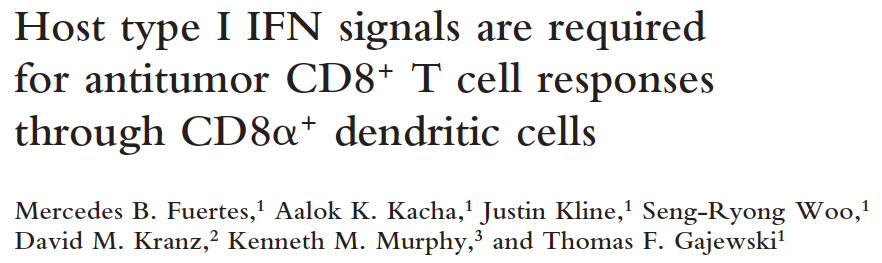 Host type I IFN signals are required
for antitumor CD8⁺ T cell responses
through CD8α⁺ dendritic cells
Mercedes B. Fuertes,¹ Aalok K. Kacha,¹ Justin Kline,¹ Seng-Ryong Woo,¹
David M. Kranz,² Kenneth M. Murphy,³ and Thomas F. Gajewski¹